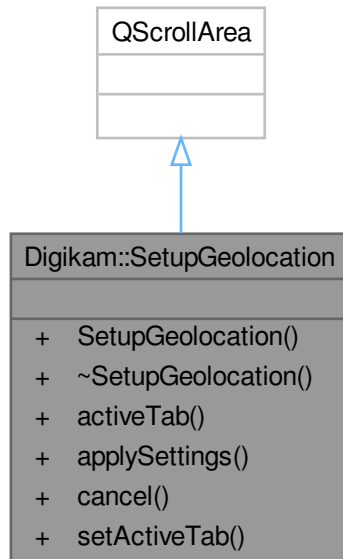 QScrollArea
Digikam::SetupGeolocation
+ SetupGeolocation()
+ ~SetupGeolocation()
+ activeTab()
+ applySettings()
+ cancel()
+ setActiveTab()